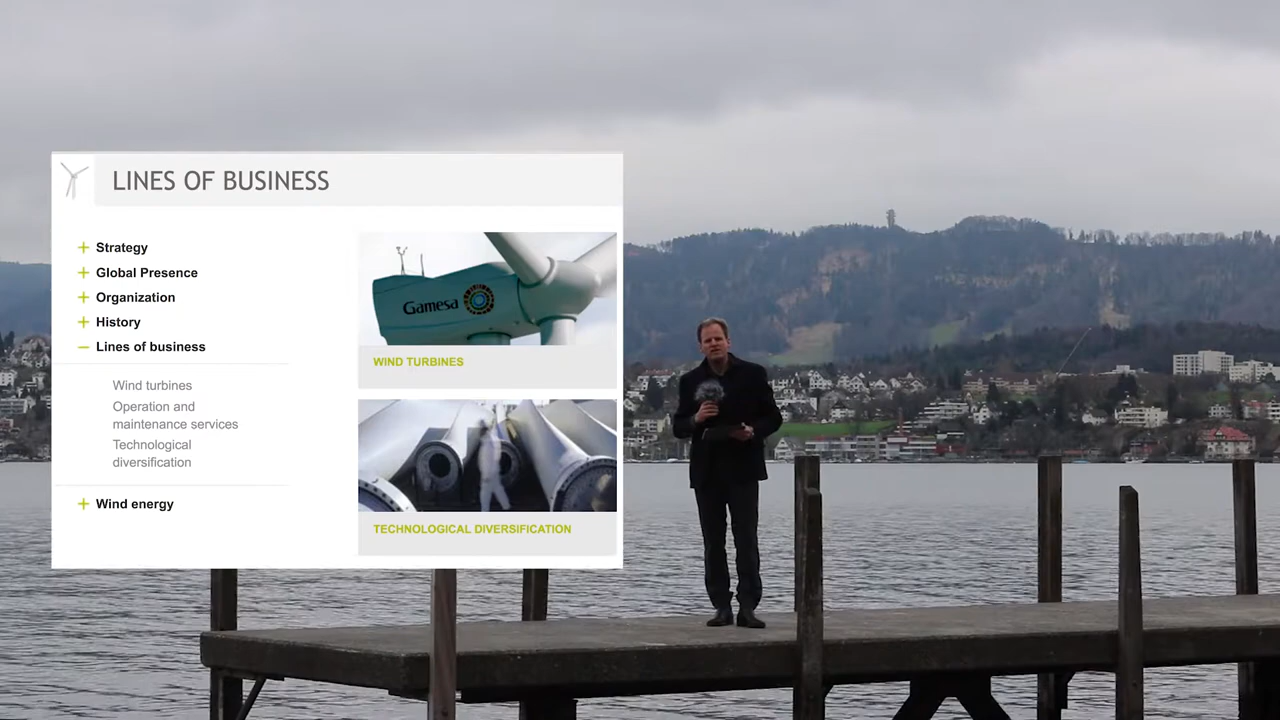 LINES OF BUSINESS
Strategy
Global Presence
Organization
History
Lines of business
Wind turbines
Operation and
maintenance services
Technological
diversification
Wind energy
Gamesa
WIND TURBINES
TECHNOLOGICAL DIVERSIFICATION